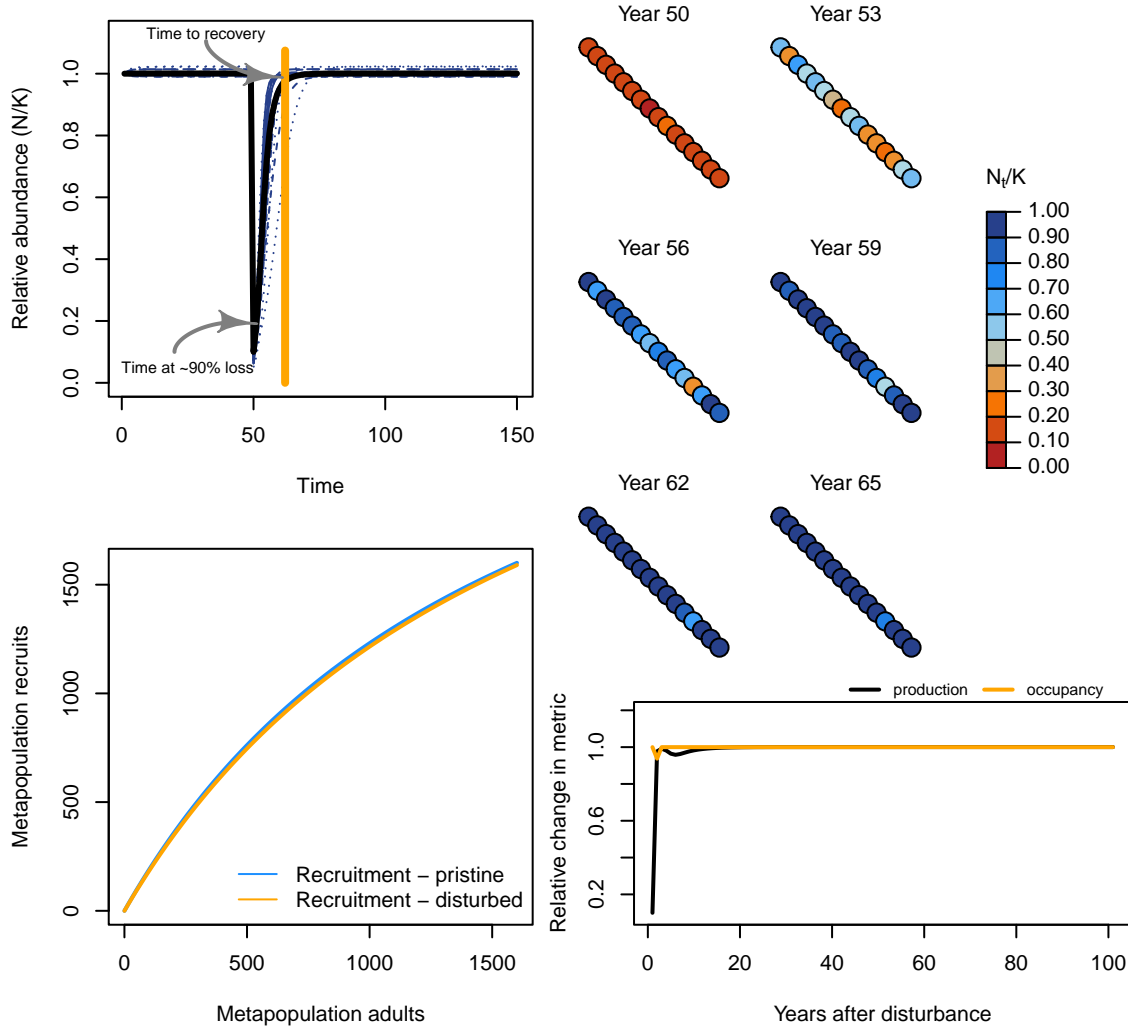 Time to recovery
Time at ~90% loss
Relative abundance (N/K)
0.0
0.2
0.4
0.6
0.8
1.0
0
50
100
150
Time
Year 50
Year 53
Year 56
Year 59
Year 62
Year 65
Nt/K
1.00
0.90
0.80
0.70
0.60
0.50
0.40
0.30
0.20
0.10
0.00
Metapopulation recruits
0
500
1000
1500
Recruitment − pristine
Recruitment − disturbed
0
500
1000
1500
Metapopulation adults
production
occupancy
Relative change in metric
0.2
0.6
1.0
0
20
40
60
80
100
Years after disturbance